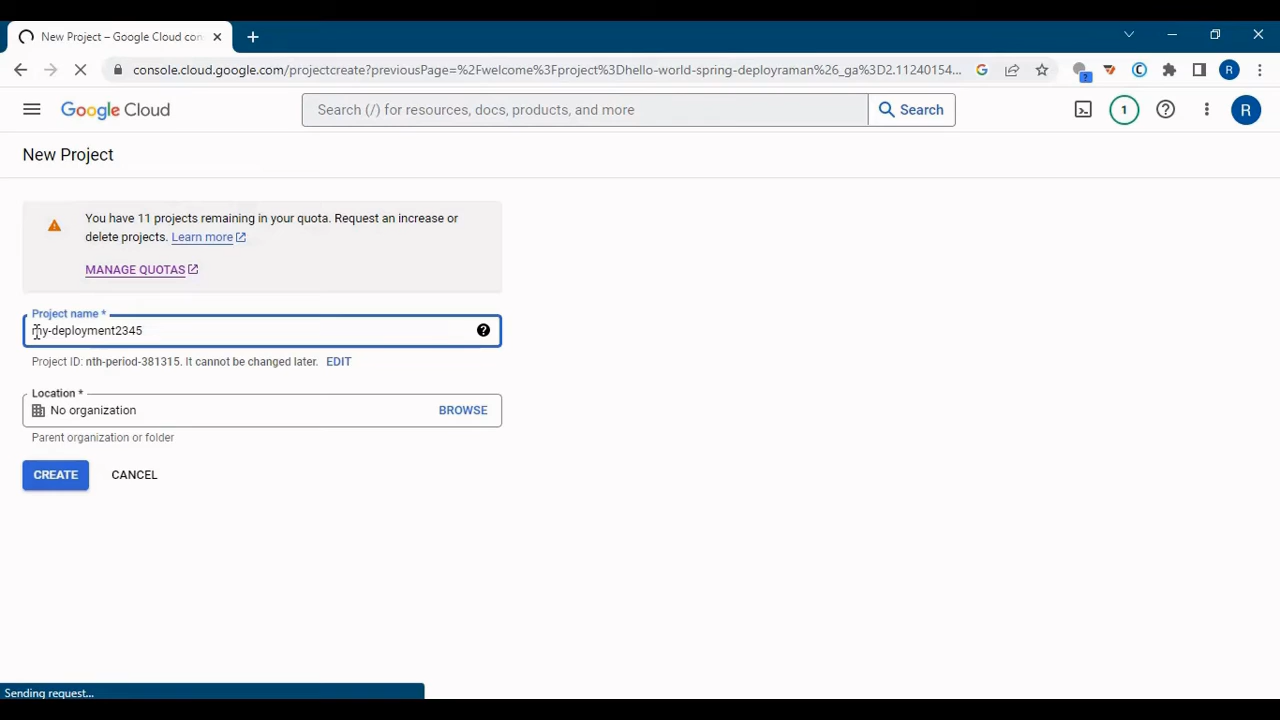 New Project – Google Cloud con
console.cloud.google.com/projectcreate?previousPage=%2Fwelcome%3Fproject%3Dhello-world-spring-deployraman%26_ga%3D2.11240154...
R
Google Cloud
Search (/) for resources, docs, products, and more
Search
1
R
New Project
You have 11 projects remaining in your quota. Request an increase or
delete projects. Learn more
MANAGE QUOTAS
Project name *
my-deployment2345
Project ID: nth-period-381315. It cannot be changed later. EDIT
Location *
No organization
BROWSE
Parent organization or folder
CREATE
CANCEL
Sending request...